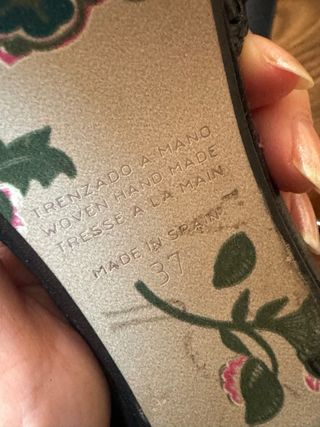 TRENZADO A MANO
WOVEN HAND MADE
TRESSE A LA MAIN
MADE IN SPAIN
37